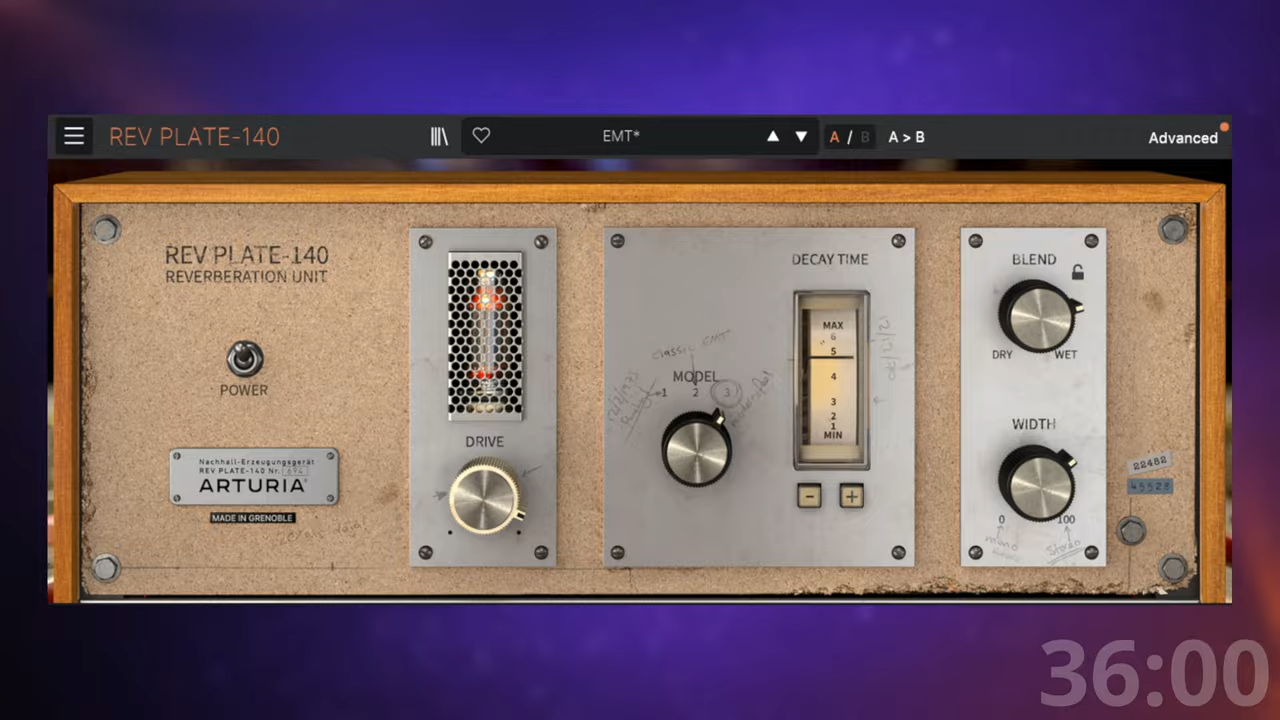 REV PLATE-140
EMT*
A / B
A > B
Advanced
REV PLATE-140
REVERBERATION UNIT
POWER
Nachhall-Erzeugungsgerät
REV PLATE-140 Nr. 694
ARTURIA
MADE IN GRENOBLE
DRIVE
Classic EMT
MODEL
1 2 3
DECAY TIME
MAX
6
5
4
3
2
1
MIN
BLEND
DRY WET
WIDTH
0 100
mono
Stereo
22482
45523
36:00